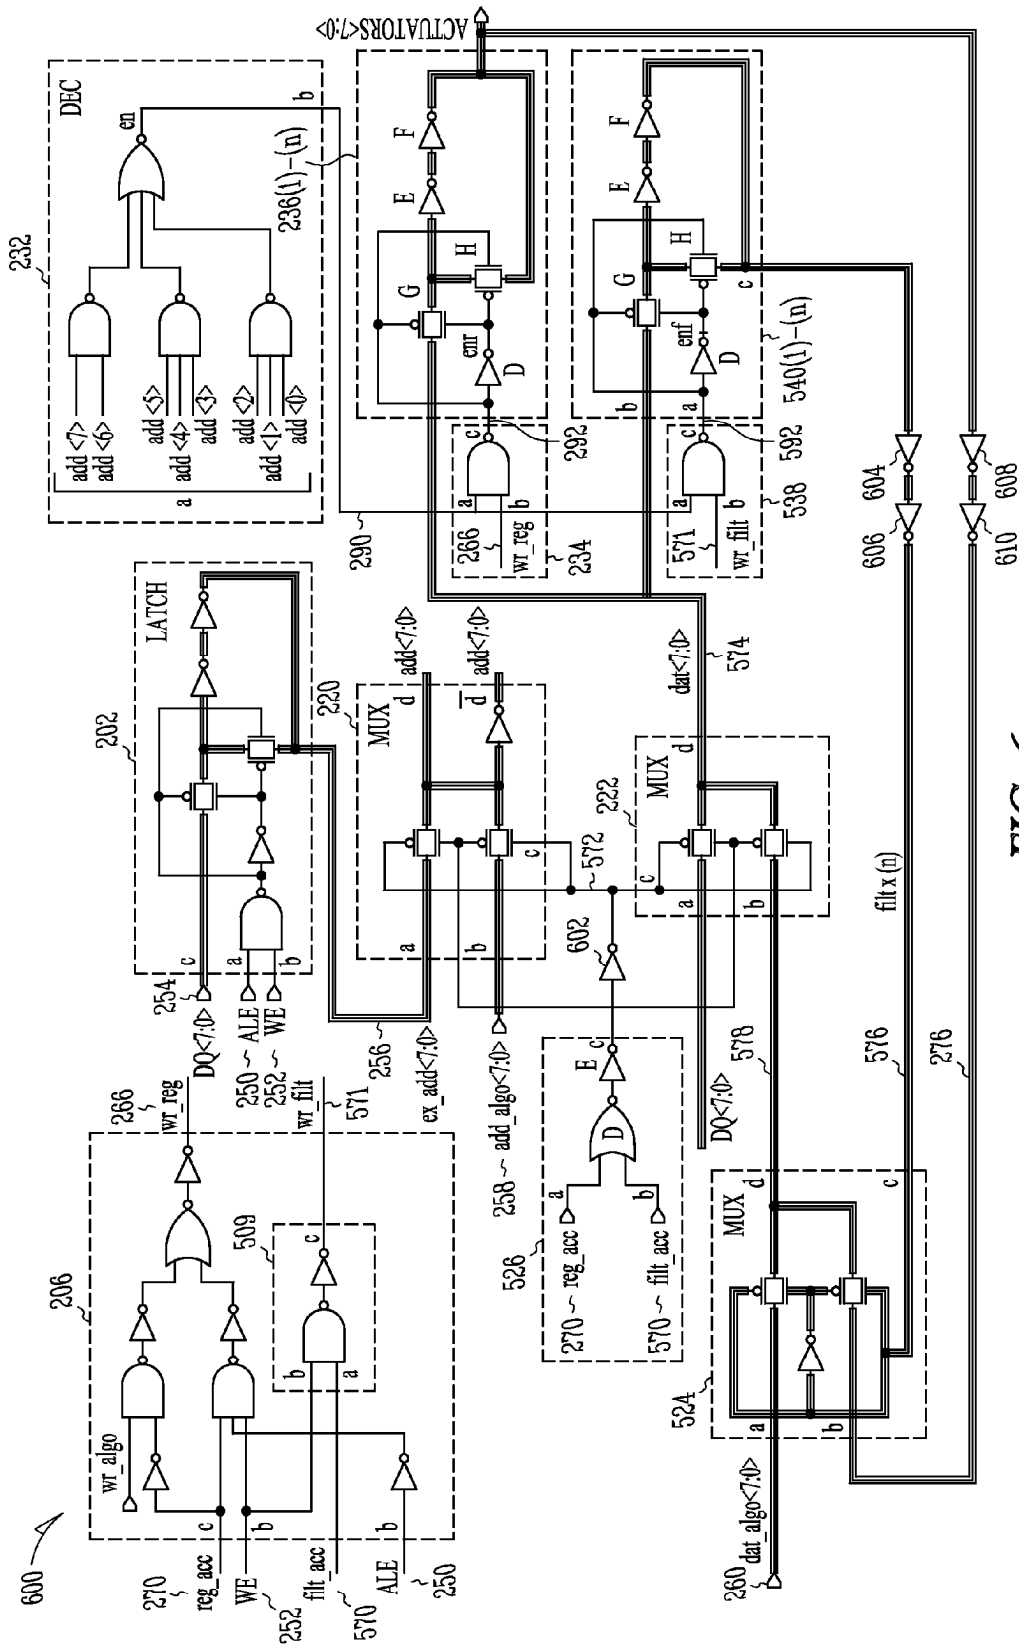 600
270
reg_acc
WE
252
filt_acc
570
ALE
250
c
b
b
wr_algo
206
509
b
a
c
266
wr_reg
wr_filt
571
254
DQ<7:0>
250
ALE
252
WE
c
a
b
202
LATCH
256
ex_add<7:0>
258
add_algo<7:0>
a
b
c
220
MUX
d
d
add<7:0>
add<7:0>
232
DEC
a
add<7>
add<6>
add<5>
add<4>
add<3>
add<2>
add<1>
add<0>
en
b
290
236(1)-(n)
266
wr_reg
234
a
b
c
292
D
enr
G
H
E
F
ACTUATORS<7:0>
571
wr_filt
538
a
b
c
592
b
a
D
enf
G
H
c
E
F
540(1)-(n)
526
270
reg_acc
570
filt_acc
a
b
D
E
c
602
572
222
MUX
a
b
c
d
dat<7:0>
574
DQ<7:0>
578
524
MUX
a
b
c
d
260
dat_algo<7:0>
filt x (n)
576
276
604
606
608
610